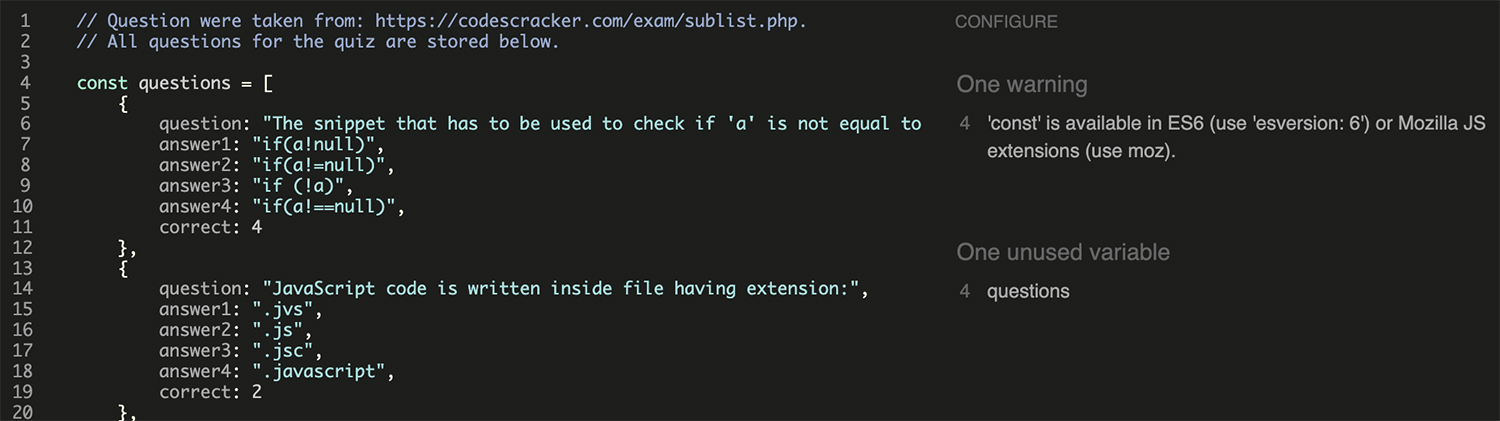 1 // Question were taken from: https://codescracker.com/exam/sublist.php.
2 // All questions for the quiz are stored below.
3
4 const questions = [
5 {
6 question: "The snippet that has to be used to check if 'a' is not equal to
7 answer1: "if(a!null)",
8 answer2: "if(a!=null)",
9 answer3: "if (!a)",
10 answer4: "if(a!==null)",
11 correct: 4
12 },
13 {
14 question: "JavaScript code is written inside file having extension:",
15 answer1: ".jvs",
16 answer2: ".js",
17 answer3: ".jsc",
18 answer4: ".javascript",
19 correct: 2
20 },
CONFIGURE
One warning
4 'const' is available in ES6 (use 'esversion: 6') or Mozilla JS
extensions (use moz).
One unused variable
4 questions